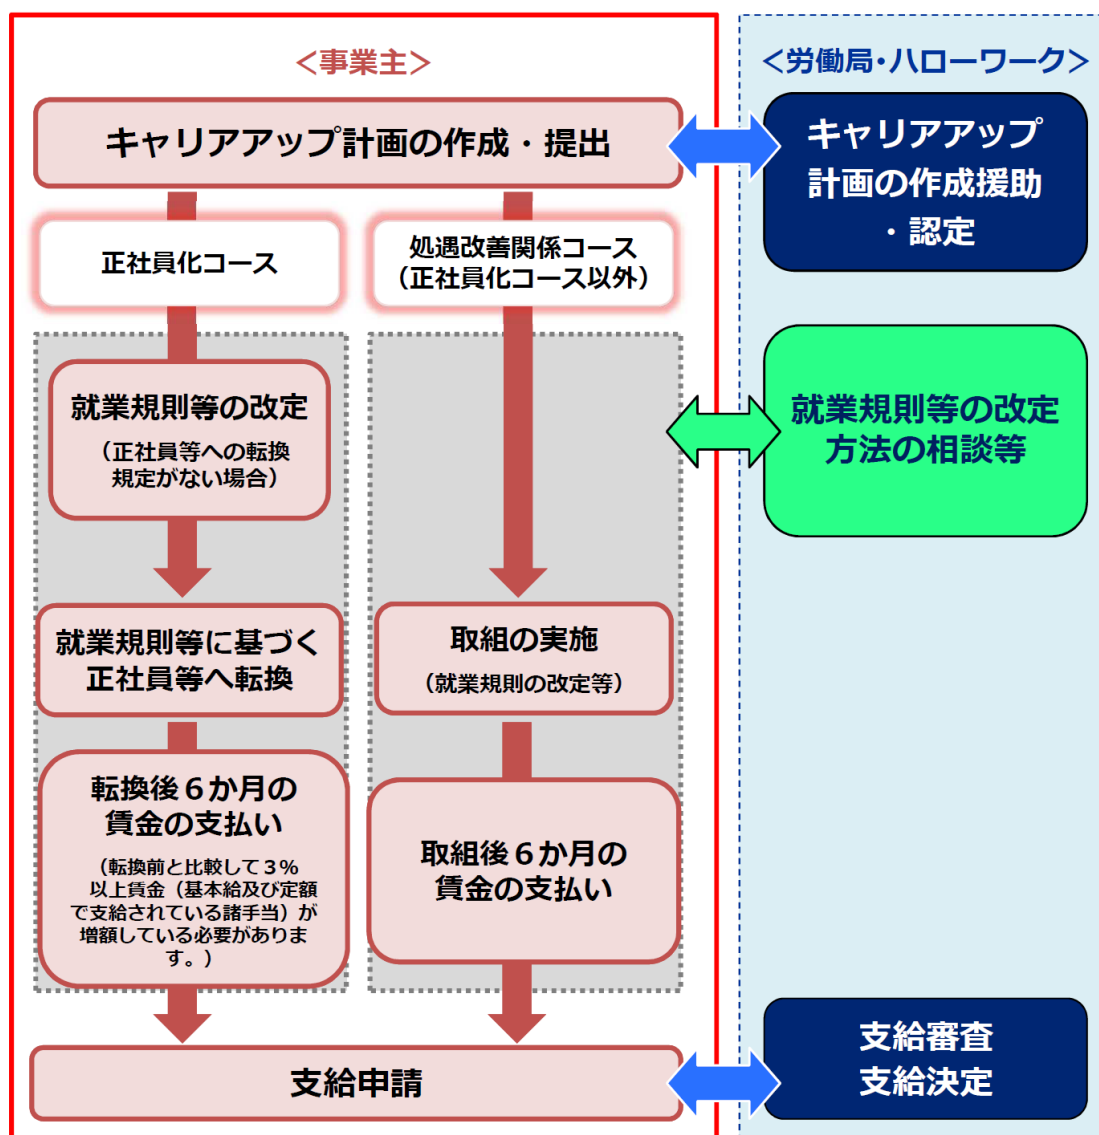 ＜事業主＞
キャリアアップ計画の作成・提出
正社員化コース
処遇改善関係コース
（正社員化コース以外）
就業規則等の改定
（正社員等への転換
規定がない場合）
就業規則等に基づく
正社員等へ転換
取組の実施
（就業規則の改定等）
転換後６か月の
賃金の支払い
（転換前と比較して３％
以上賃金（基本給及び定額
で支給されている諸手当）が
増額している必要がありま
す。）
取組後６か月の
賃金の支払い
支給申請
＜労働局・ハローワーク＞
キャリアアップ
計画の作成援助
・認定
就業規則等の改定
方法の相談等
支給審査
支給決定